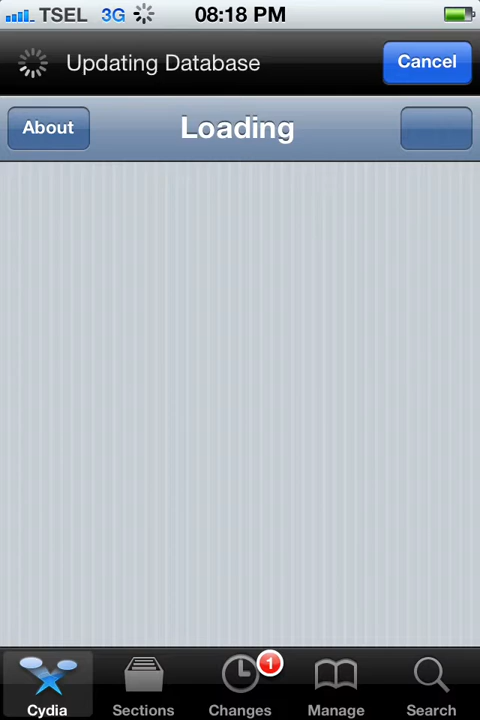 TSEL 3G 08:18 PM
Updating Database Cancel
About Loading
1
Cydia Sections Changes Manage Search